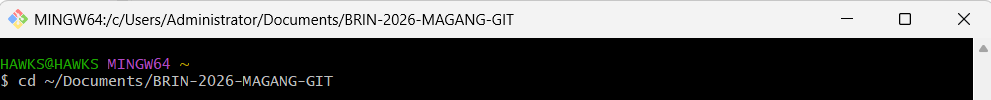 MINGW64:/c/Users/Administrator/Documents/BRIN-2026-MAGANG-GIT
HAWKS@HAWKS MINGW64 ~
$ cd ~/Documents/BRIN-2026-MAGANG-GIT